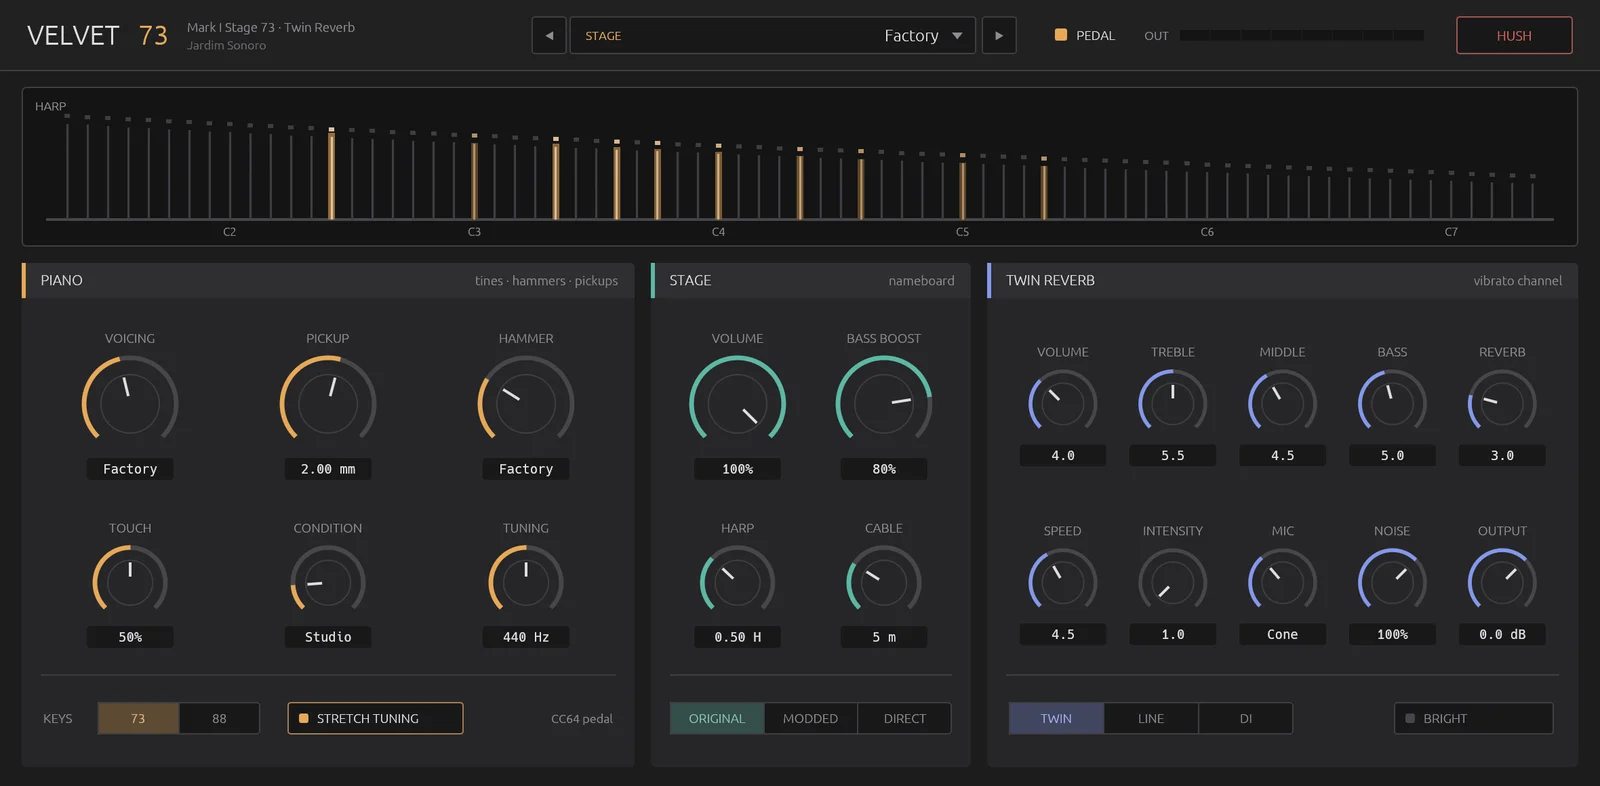 VELVET 73
Mark I Stage 73 · Twin Reverb
Jardim Sonoro
STAGE Factory
PEDAL
OUT
HUSH
HARP
C2 C3 C4 C5 C6 C7
PIANO tines · hammers · pickups
VOICING PICKUP HAMMER
Factory 2.00 mm Factory
TOUCH CONDITION TUNING
50% Studio 440 Hz
KEYS 73 88 STRETCH TUNING CC64 pedal
STAGE nameboard
VOLUME BASS BOOST
100% 80%
HARP CABLE
0.50 H 5 m
ORIGINAL MODDED DIRECT
TWIN REVERB vibrato channel
VOLUME TREBLE MIDDLE BASS REVERB
4.0 5.5 4.5 5.0 3.0
SPEED INTENSITY MIC NOISE OUTPUT
4.5 1.0 Cone 100% 0.0 dB
TWIN LINE DI BRIGHT